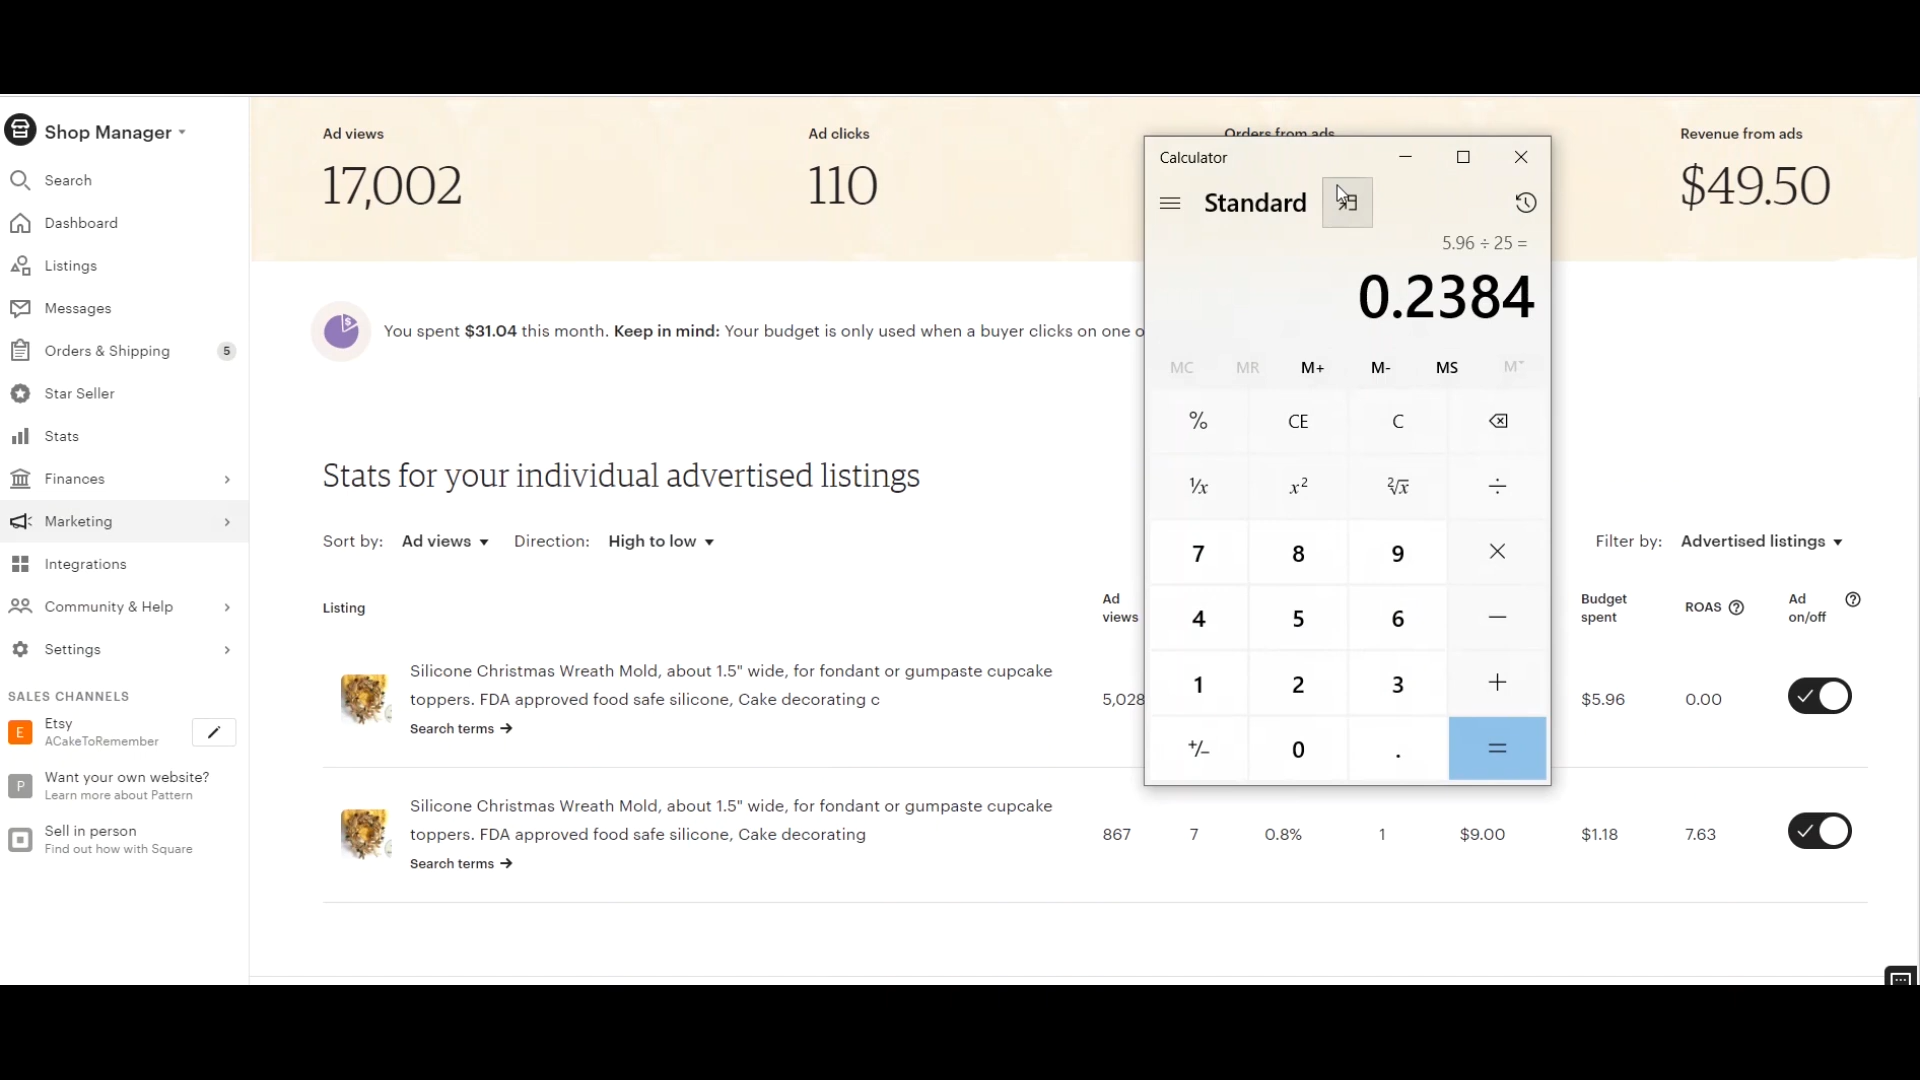 Shop Manager
Search
Dashboard
Listings
Messages
Orders & Shipping 5
Star Seller
Stats
Finances
Marketing
Integrations
Community & Help
Settings
SALES CHANNELS
E
Etsy
ACakeToRemember
P
Want your own website?
Learn more about Pattern
Sell in person
Find out how with Square
Ad views
17,002
Ad clicks
110
Orders from ads
Revenue from ads
$49.50
You spent $31.04 this month. Keep in mind: Your budget is only used when a buyer clicks on one o
Stats for your individual advertised listings
Sort by: Ad views Direction: High to low
Filter by: Advertised listings
Listing
Ad
views
Budget
spent
ROAS ?
Ad
on/off
?
Silicone Christmas Wreath Mold, about 1.5" wide, for fondant or gumpaste cupcake
toppers. FDA approved food safe silicone, Cake decorating c
Search terms →
5,028
$5.96
0.00
Silicone Christmas Wreath Mold, about 1.5" wide, for fondant or gumpaste cupcake
toppers. FDA approved food safe silicone, Cake decorating
Search terms →
867 7 0.8% 1 $9.00 $1.18 7.63
Calculator
Standard
5.96 ÷ 25 =
0.2384
MC MR M+ M- MS M˅
% CE C
¹/x x² ²√x ÷
7 8 9 ×
4 5 6 −
1 2 3 +
+/− 0 . =